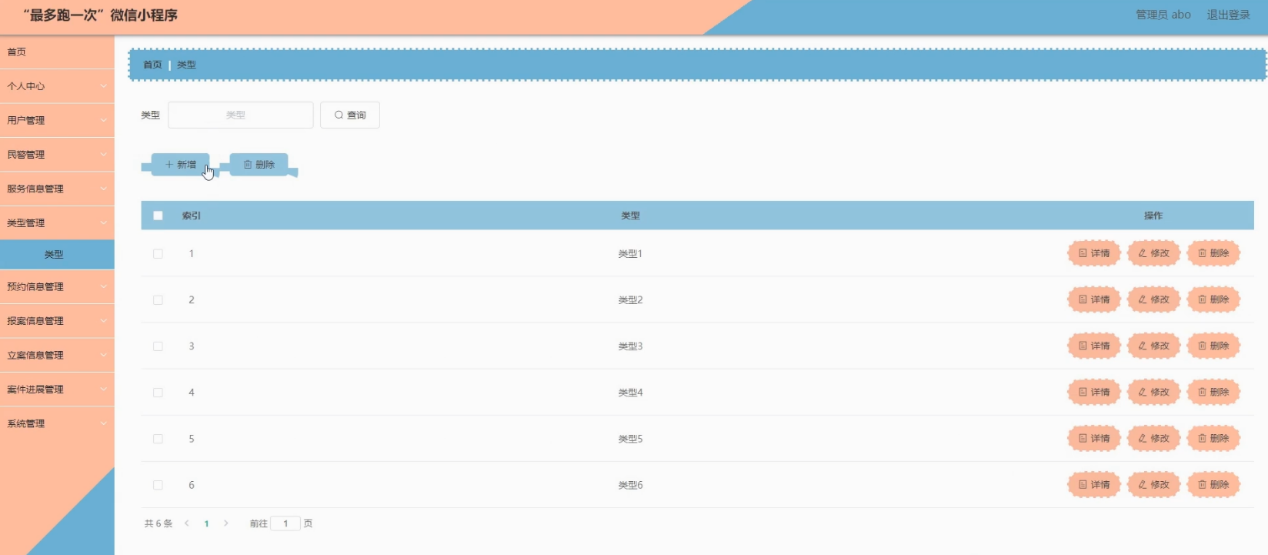 “最多跑一次”微信小程序
管理员 abo 退出登录
首页
个人中心
用户管理
民警管理
服务信息管理
类型管理
类型
预约信息管理
报案信息管理
立案信息管理
案件进展管理
系统管理
首页 | 类型
类型 类型 查询
+ 新增 删除
索引 类型 操作
1 类型1 详情 修改 删除
2 类型2 详情 修改 删除
3 类型3 详情 修改 删除
4 类型4 详情 修改 删除
5 类型5 详情 修改 删除
6 类型6 详情 修改 删除
共 6 条 < 1 > 前往 1 页